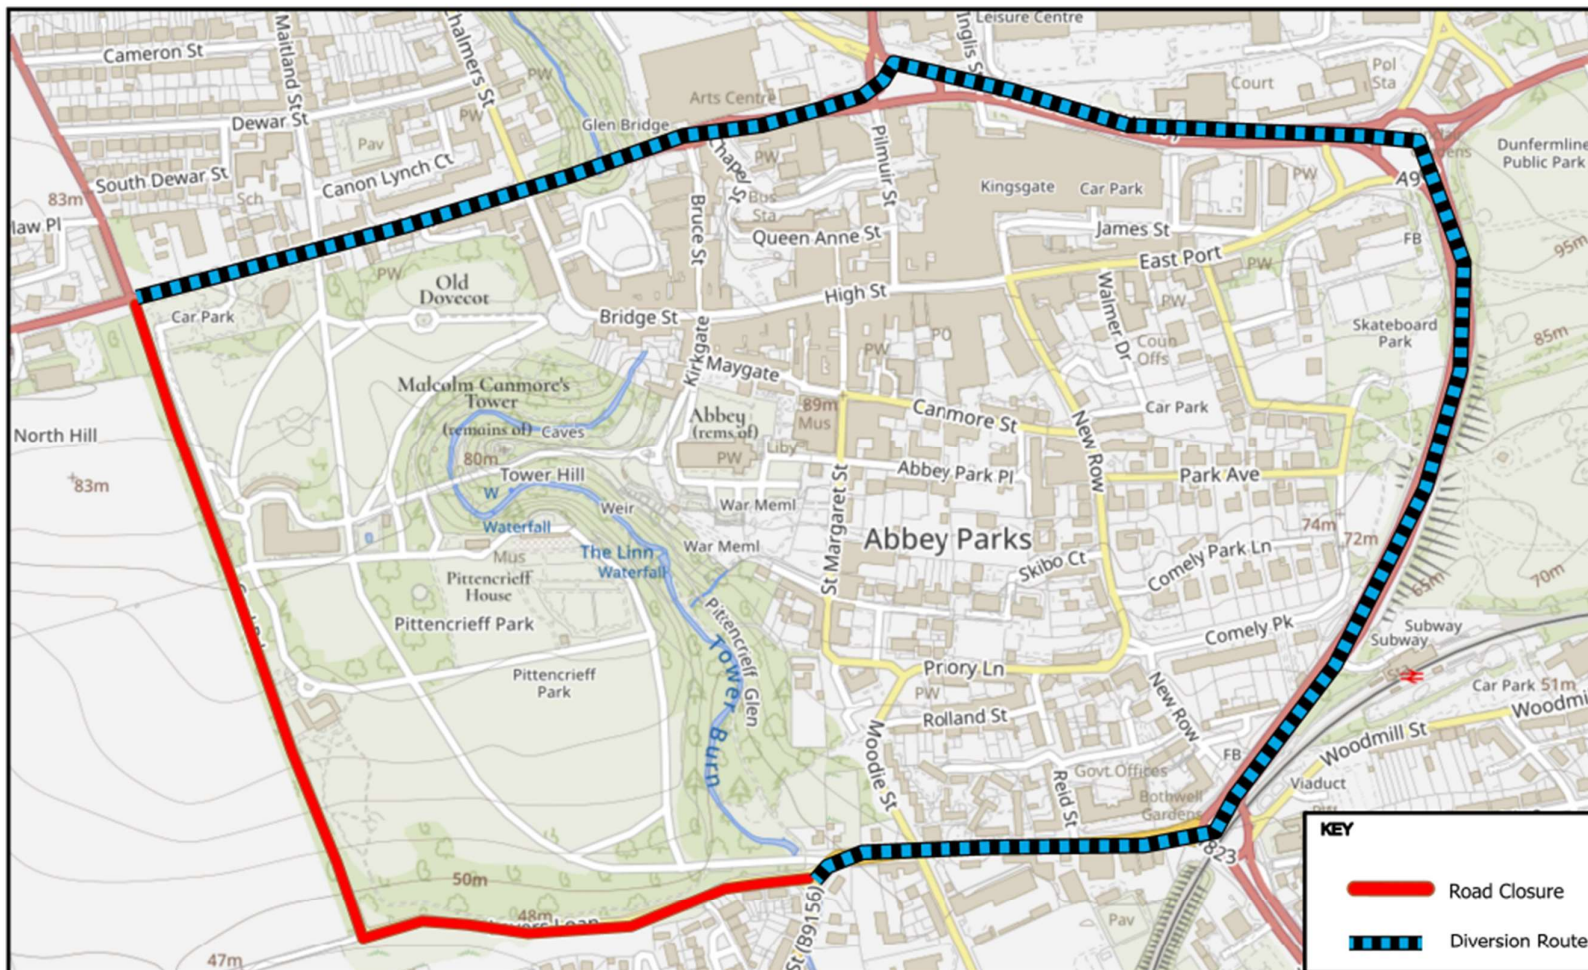 Cameron St
Maitland St
Chalmers St
PW
Inglis S
Leisure Centre
Court
Pol
Sta
Arts Centre
Glen Bridge
Dewar St
Pav
PW
Canon Lynch Ct
South Dewar St
Sch
83m
law Pl
Chapel St
PW
Bus
Sta
Pilmuir St
Kingsgate
Car Park
PW
A9
Dunfermline
Public Park
FB
95m
Queen Anne St
Bruce St
James St
East Port
PW
PW
Old
Dovecot
Car Park
Bridge St
High St
Walmer Dr
PW
Skateboard
Park
85m
Kirkgate
Maygate
PW
PO
Coun
Offs
Malcolm Canmore's
Tower
(remains of)
Caves
Abbey
(rems of)
PW
Liby
89m
Mus
Canmore St
Car Park
New Row
North Hill
83m
80m
Tower Hill
W
Waterfall
Weir
War Meml
Abbey Park Pl
Park Ave
St Margaret St
Abbey Parks
74m
72m
The Linn
Waterfall
War Meml
Mus
Pittencrieff
House
Skibo Ct
Comely Park Ln
65m
70m
Pittencrieff Park
Pittencrieff Glen
Tower Burn
Comely Pk
Subway
Subway
Pittencrieff
Park
Priory Ln
PW
Rolland St
New Row
Car Park
51m
Woodmi
Woodmill St
Moodie St
FB
Govt Offices
Viaduct
Reid St
Bothwell
Gardens
823
50m
48m
47m
St (B9156)
Pav
KEY
Road Closure
Diversion Route